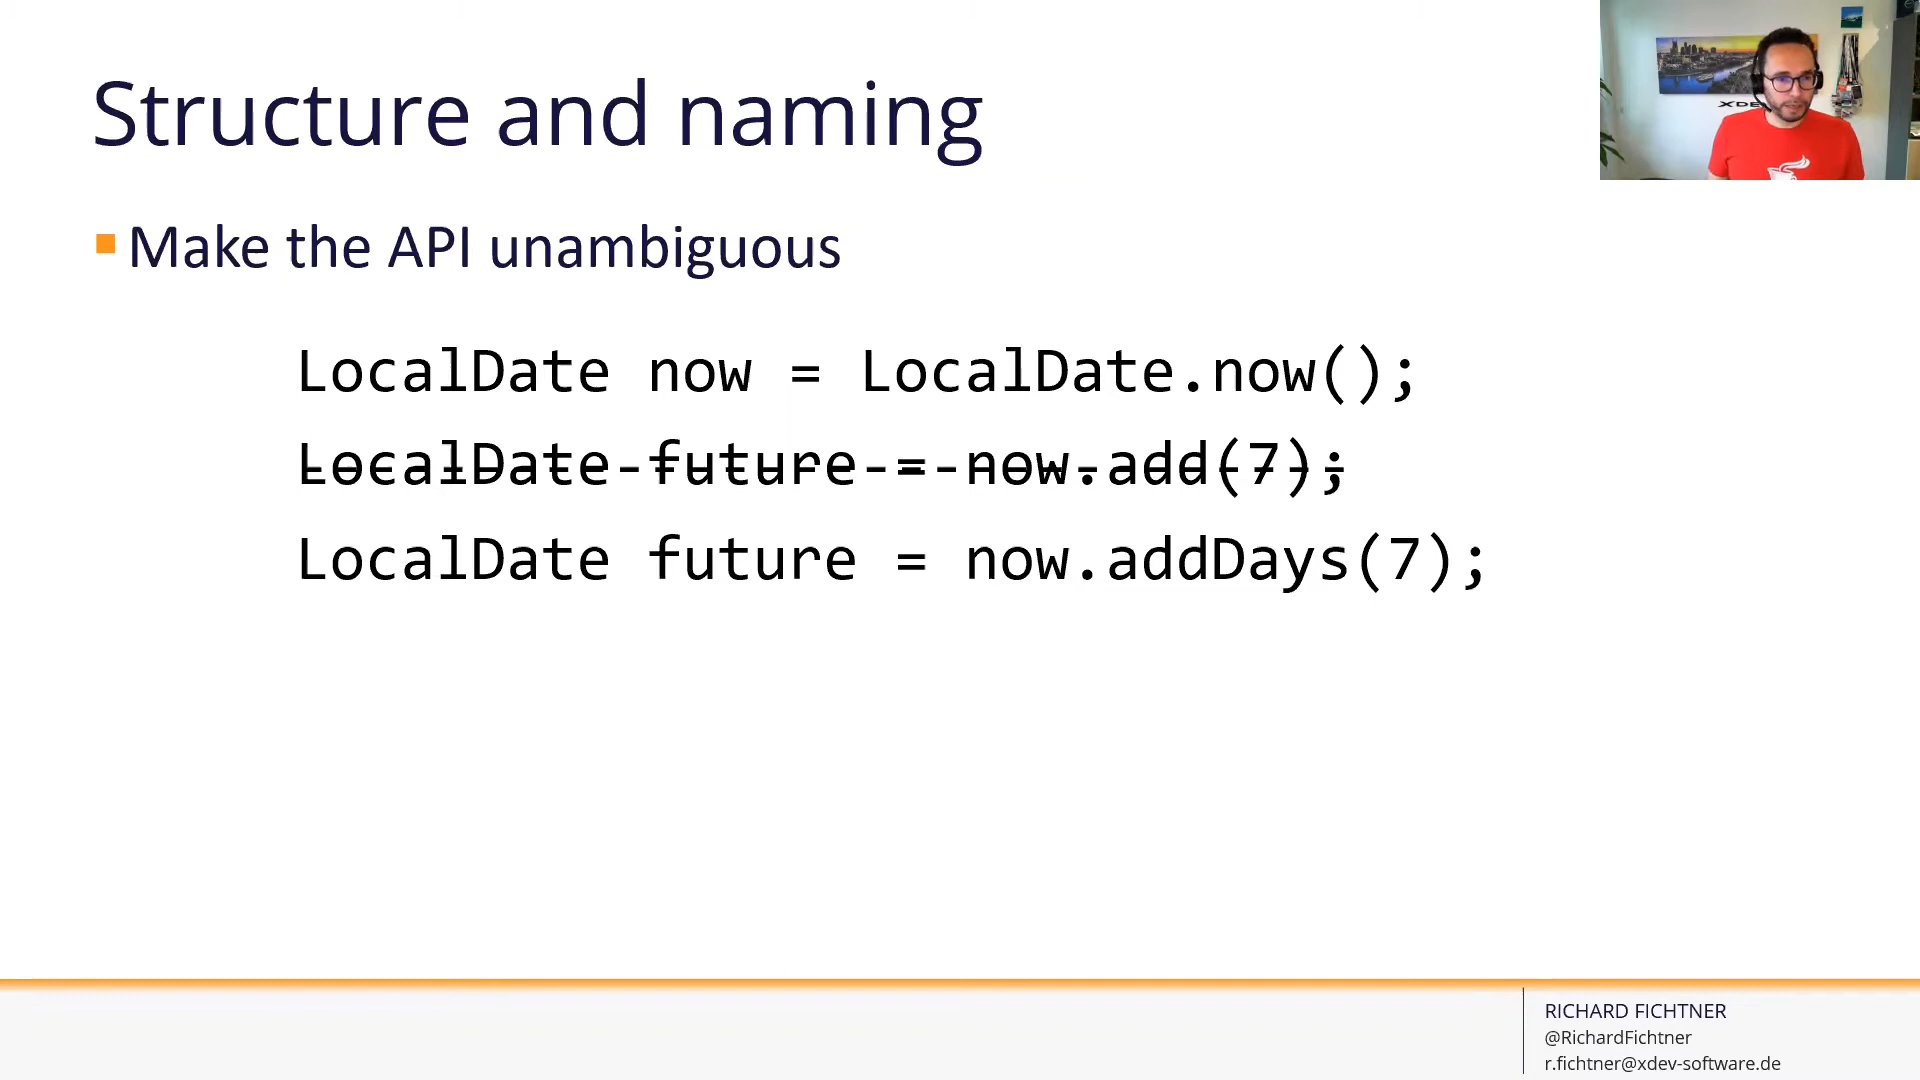 Structure and naming
Make the API unambiguous
LocalDate now = LocalDate.now();
LocalDate future = now.add(7);
LocalDate future = now.addDays(7);
RICHARD FICHTNER
@RichardFichtner
r.fichtner@xdev-software.de